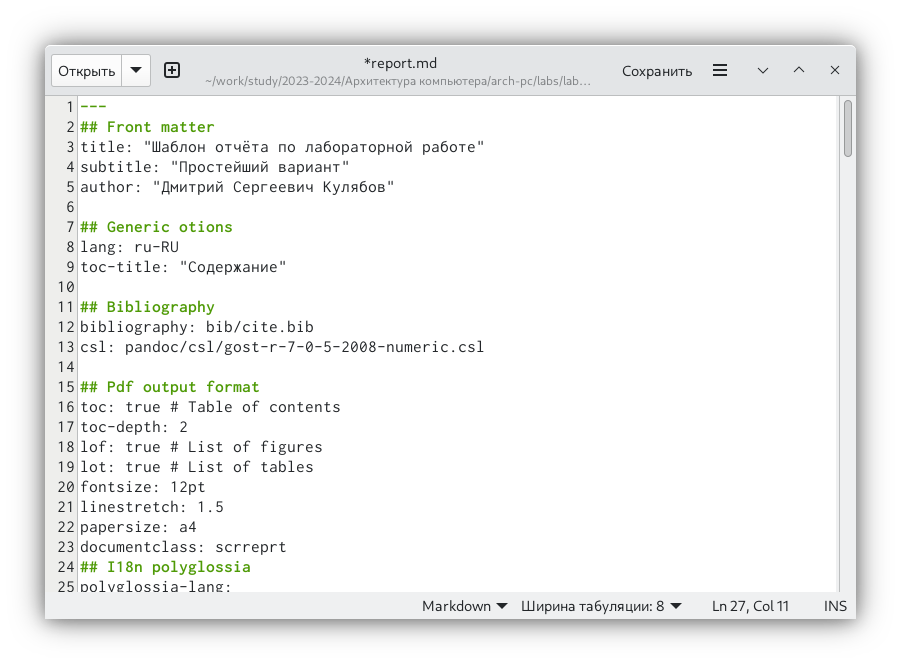 Открыть
*report.md
~/work/study/2023-2024/Архитектура компьютера/arch-pc/labs/lab…
Сохранить
1 ---
2 ## Front matter
3 title: "Шаблон отчёта по лабораторной работе"
4 subtitle: "Простейший вариант"
5 author: "Дмитрий Сергеевич Кулябов"
6
7 ## Generic otions
8 lang: ru-RU
9 toc-title: "Содержание"
10
11 ## Bibliography
12 bibliography: bib/cite.bib
13 csl: pandoc/csl/gost-r-7-0-5-2008-numeric.csl
14
15 ## Pdf output format
16 toc: true # Table of contents
17 toc-depth: 2
18 lof: true # List of figures
19 lot: true # List of tables
20 fontsize: 12pt
21 linestretch: 1.5
22 papersize: a4
23 documentclass: scrreprt
24 ## I18n polyglossia
25 polyglossia-lang:
Markdown Ширина табуляции: 8 Ln 27, Col 11 INS